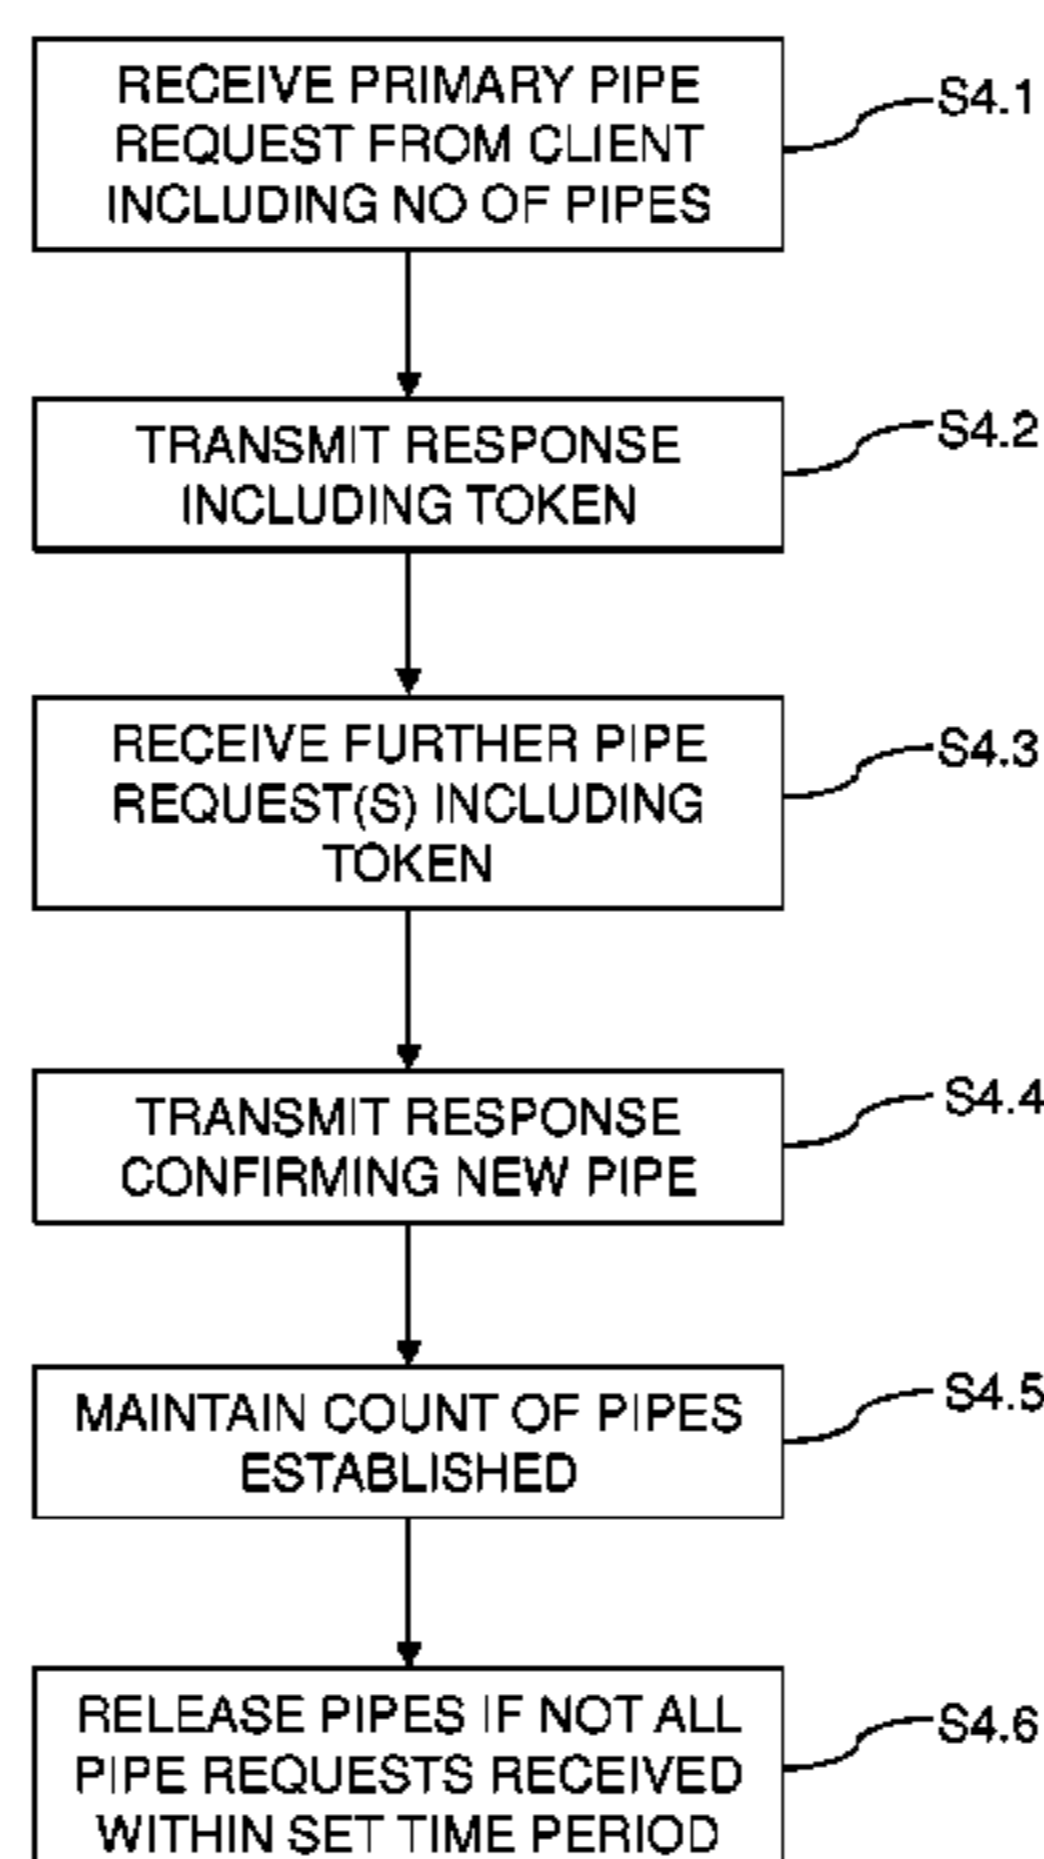 RECEIVE PRIMARY PIPE
REQUEST FROM CLIENT
INCLUDING NO OF PIPES
S4.1
TRANSMIT RESPONSE
INCLUDING TOKEN
S4.2
RECEIVE FURTHER PIPE
REQUEST(S) INCLUDING
TOKEN
S4.3
TRANSMIT RESPONSE
CONFIRMING NEW PIPE
S4.4
MAINTAIN COUNT OF PIPES
ESTABLISHED
S4.5
RELEASE PIPES IF NOT ALL
PIPE REQUESTS RECEIVED
WITHIN SET TIME PERIOD
S4.6